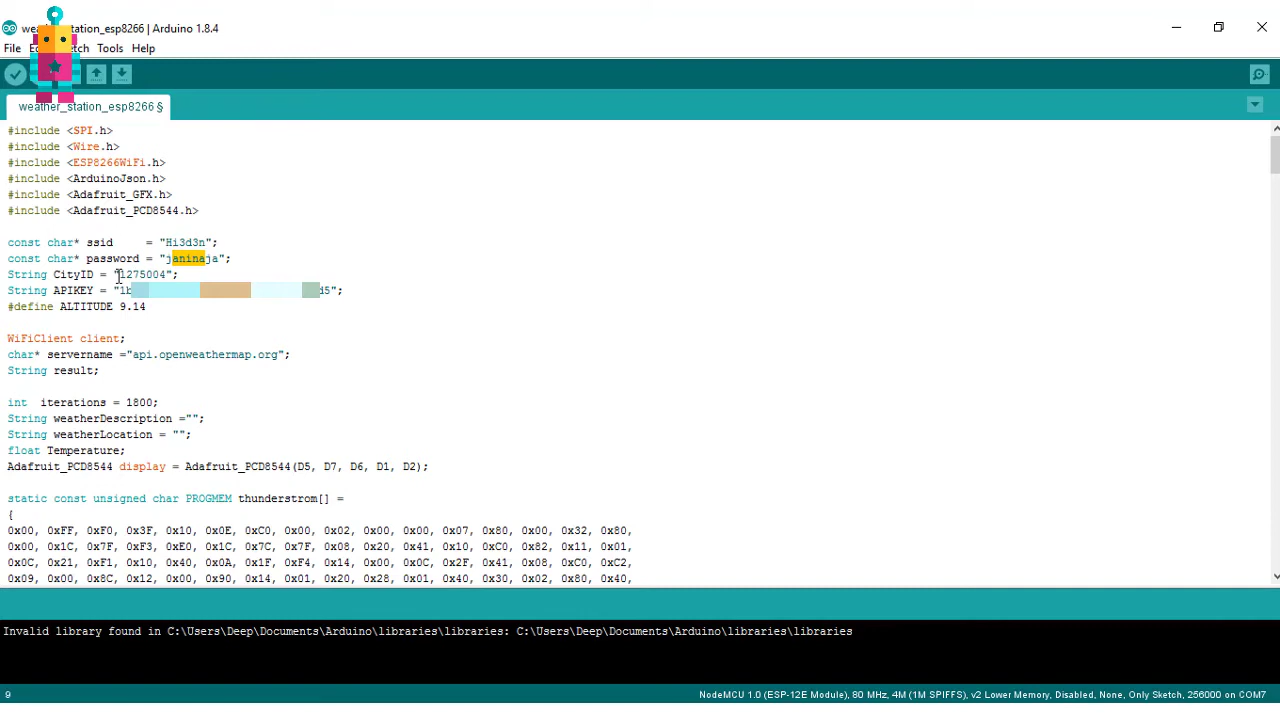 weather_station_esp8266 | Arduino 1.8.4
File Edit Sketch Tools Help
weather_station_esp8266 §
#include <SPI.h>
#include <Wire.h>
#include <ESP8266WiFi.h>
#include <ArduinoJson.h>
#include <Adafruit_GFX.h>
#include <Adafruit_PCD8544.h>
const char* ssid     = "Hi3d3n";
const char* password = "janinaja";
String CityID = "1275004";
String APIKEY = "1b d5";
#define ALTITUDE 9.14
WiFiClient client;
char* servername ="api.openweathermap.org";
String result;
int  iterations = 1800;
String weatherDescription ="";
String weatherLocation = "";
float Temperature;
Adafruit_PCD8544 display = Adafruit_PCD8544(D5, D7, D6, D1, D2);
static const unsigned char PROGMEM thunderstrom[] =
{
0x00, 0xFF, 0xF0, 0x3F, 0x10, 0x0E, 0xC0, 0x00, 0x02, 0x00, 0x00, 0x07, 0x80, 0x00, 0x32, 0x80,
0x00, 0x1C, 0x7F, 0xF3, 0xE0, 0x1C, 0x7C, 0x7F, 0x08, 0x20, 0x41, 0x10, 0xC0, 0x82, 0x11, 0x01,
0x0C, 0x21, 0xF1, 0x10, 0x40, 0x0A, 0x1F, 0xF4, 0x14, 0x00, 0x0C, 0x2F, 0x41, 0x08, 0xC0, 0xC2,
0x09, 0x00, 0x8C, 0x12, 0x00, 0x90, 0x14, 0x01, 0x20, 0x28, 0x01, 0x40, 0x30, 0x02, 0x80, 0x40,
Invalid library found in C:\Users\Deep\Documents\Arduino\libraries\libraries: C:\Users\Deep\Documents\Arduino\libraries\libraries
9
NodeMCU 1.0 (ESP-12E Module), 80 MHz, 4M (1M SPIFFS), v2 Lower Memory, Disabled, None, Only Sketch, 256000 on COM7